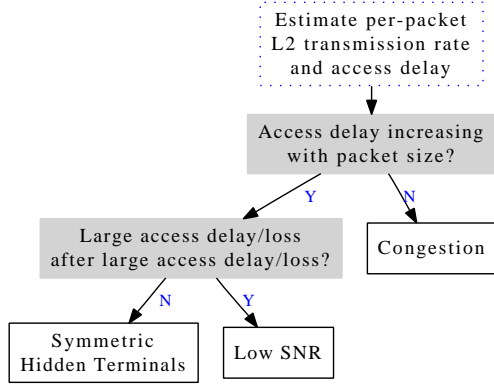 Estimate per-packet
L2 transmission rate
and access delay
Access delay increasing
with packet size?
Y
N
Large access delay/loss
after large access delay/loss?
Congestion
N
Y
Symmetric
Hidden Terminals
Low SNR